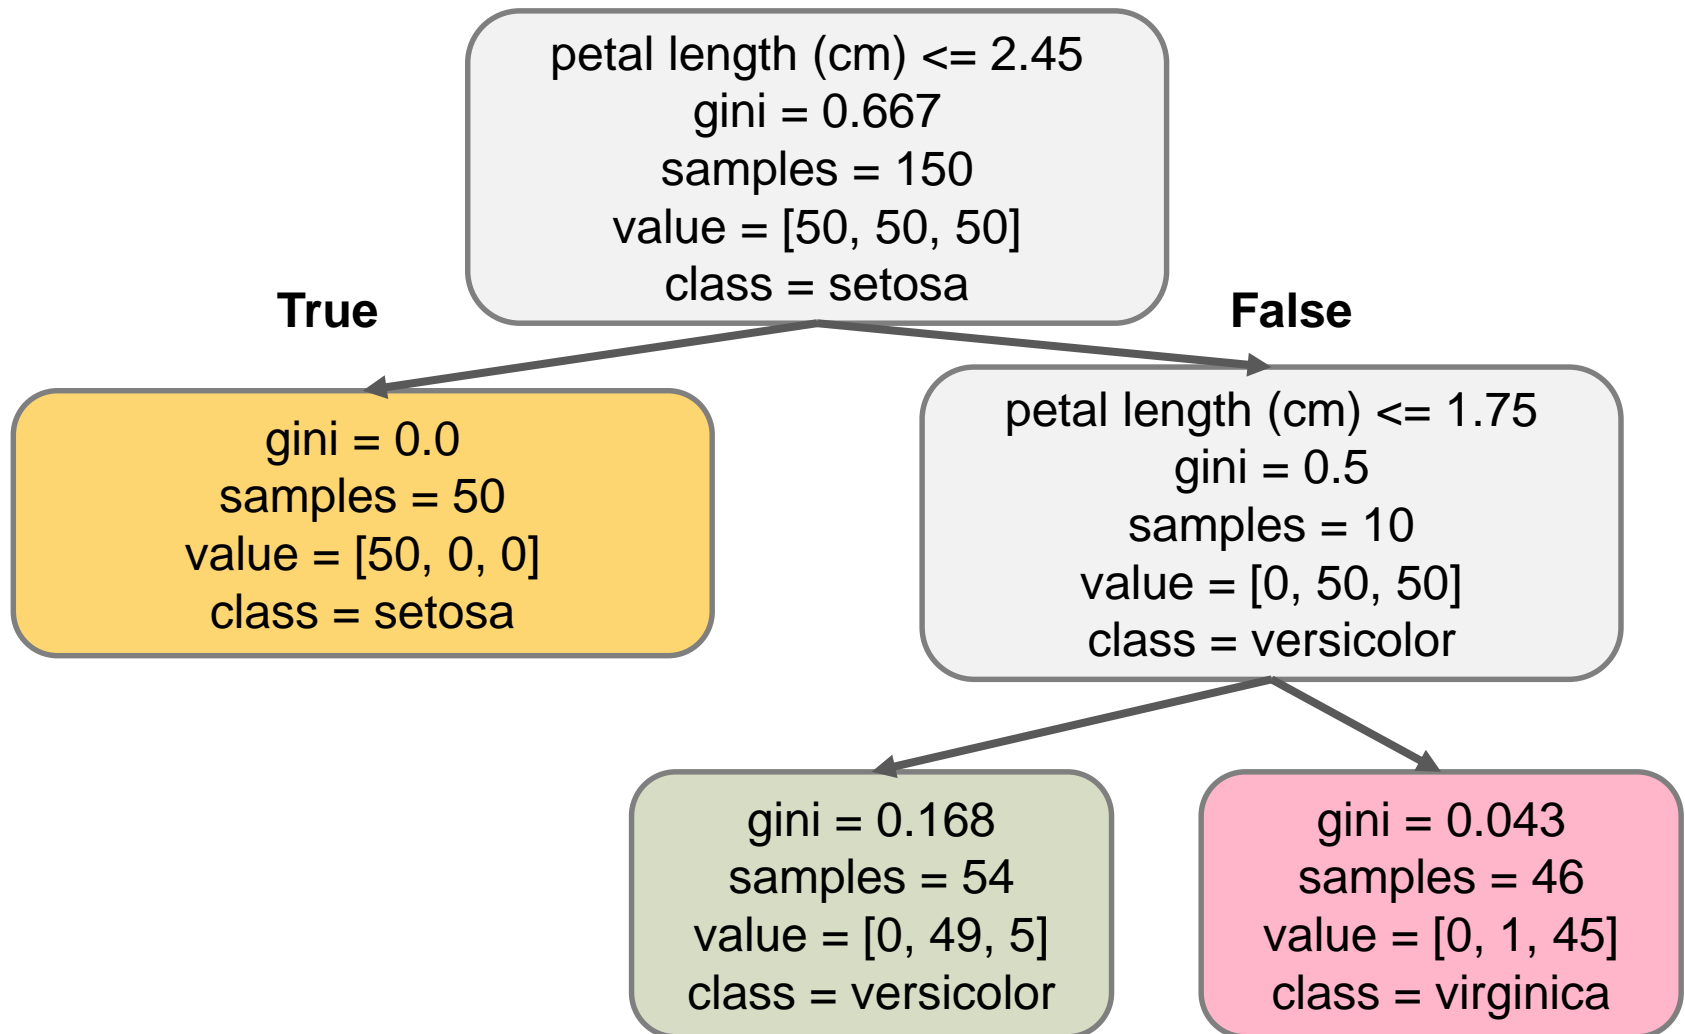 petal length (cm) <= 2.45
gini = 0.667
samples = 150
value = [50, 50, 50]
class = setosa
True
False
gini = 0.0
samples = 50
value = [50, 0, 0]
class = setosa
petal length (cm) <= 1.75
gini = 0.5
samples = 10
value = [0, 50, 50]
class = versicolor
gini = 0.168
samples = 54
value = [0, 49, 5]
class = versicolor
gini = 0.043
samples = 46
value = [0, 1, 45]
class = virginica